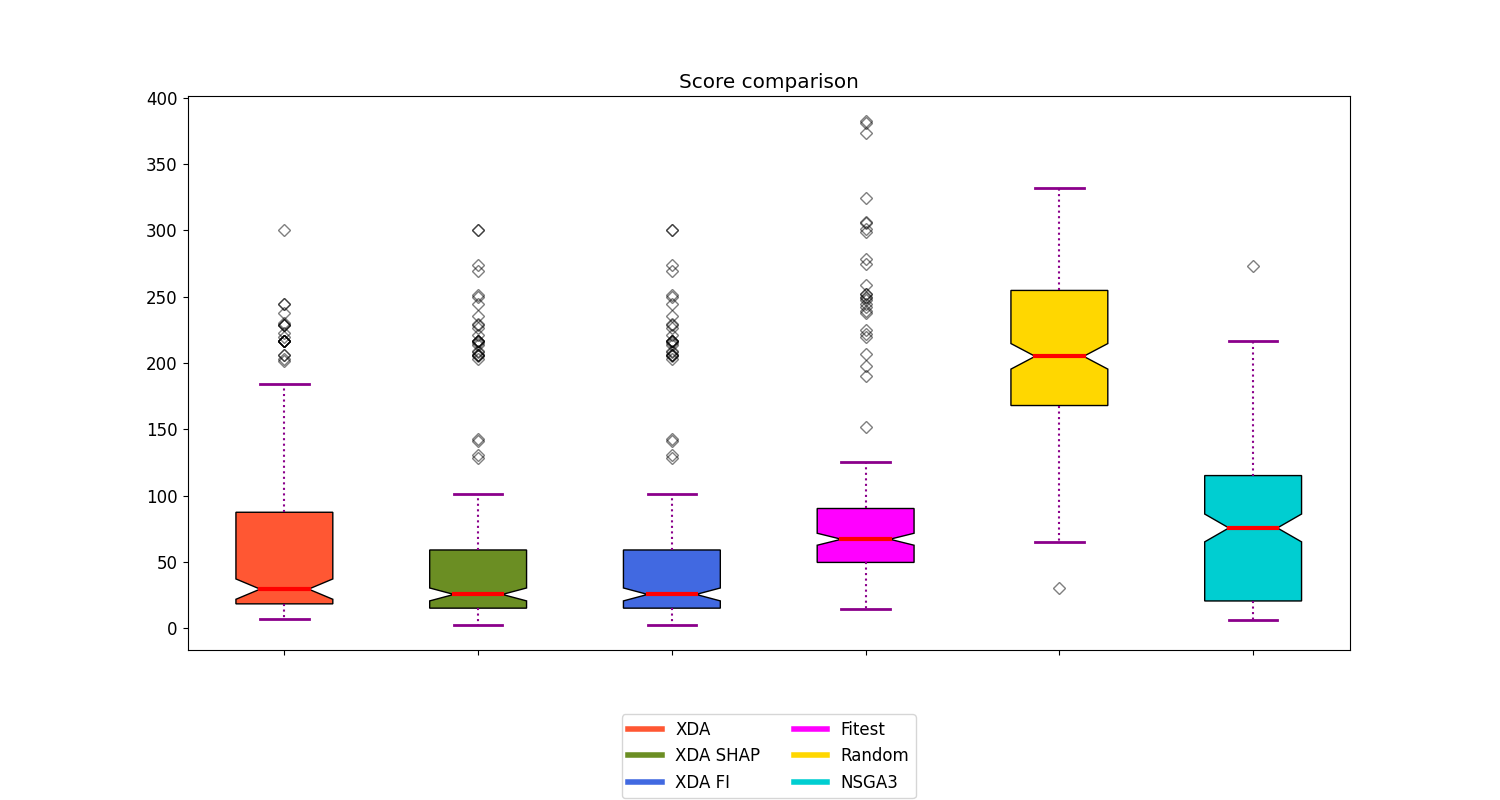 Score comparison
400
350
300
250
200
150
100
50
0
XDA
XDA SHAP
XDA FI
Fitest
Random
NSGA3